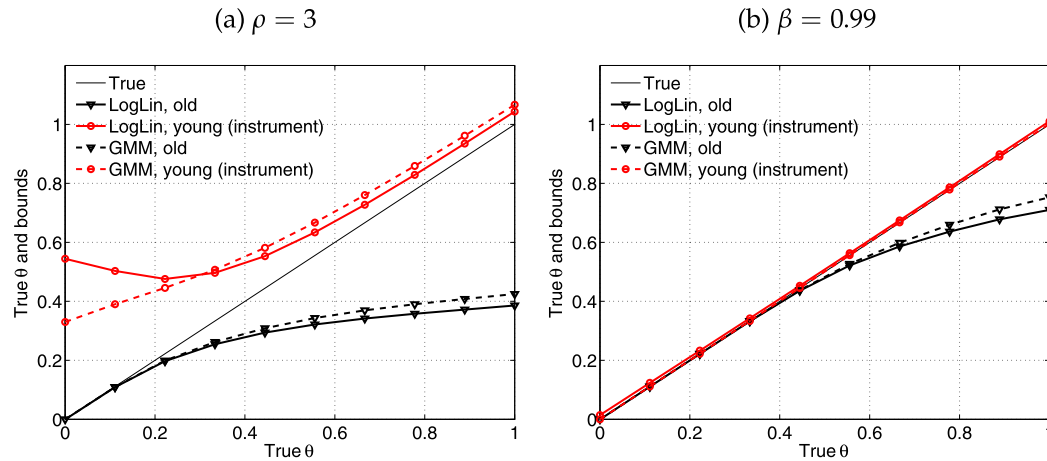 (a) ρ = 3
True
LogLin, old
LogLin, young (instrument)
GMM, old
GMM, young (instrument)
1
0.8
0.6
0.4
0.2
0
True θ and bounds
0 0.2 0.4 0.6 0.8 1
True θ
(b) β = 0.99
True
LogLin, old
LogLin, young (instrument)
GMM, old
GMM, young (instrument)
1
0.8
0.6
0.4
0.2
0
True θ and bounds
0 0.2 0.4 0.6 0.8 1
True θ